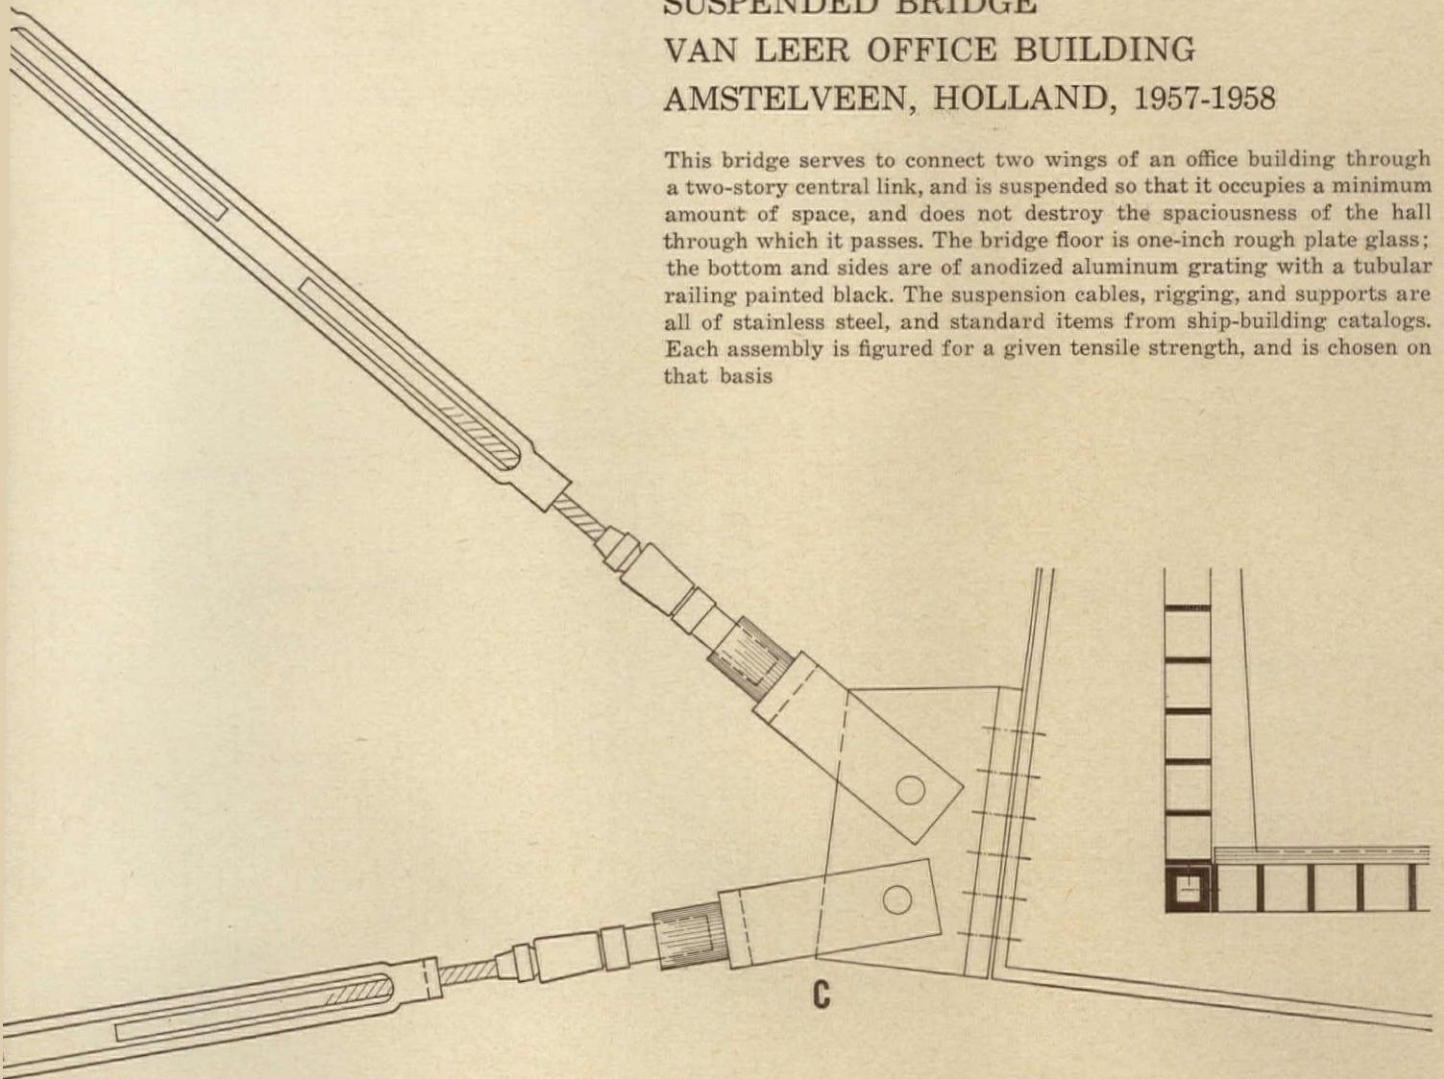 SUSPENDED BRIDGE
VAN LEER OFFICE BUILDING
AMSTELVEEN, HOLLAND, 1957-1958
This bridge serves to connect two wings of an office building through
a two-story central link, and is suspended so that it occupies a minimum
amount of space, and does not destroy the spaciousness of the hall
through which it passes. The bridge floor is one-inch rough plate glass;
the bottom and sides are of anodized aluminum grating with a tubular
railing painted black. The suspension cables, rigging, and supports are
all of stainless steel, and standard items from ship-building catalogs.
Each assembly is figured for a given tensile strength, and is chosen on
that basis
C